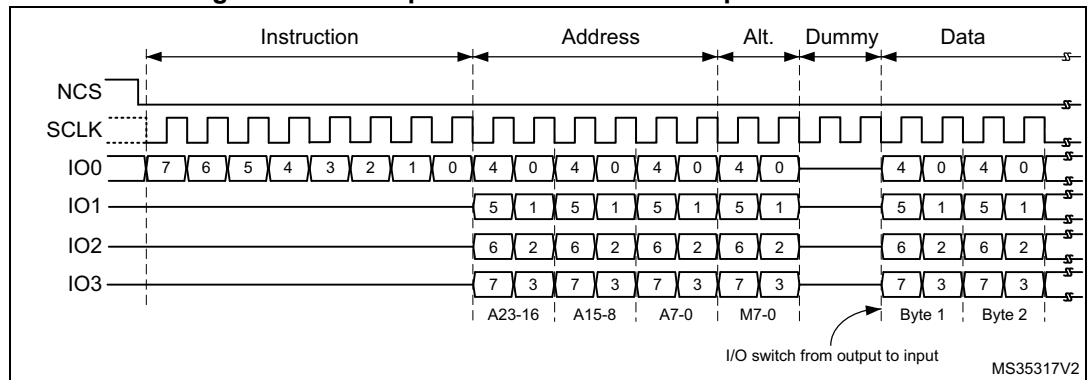 Instruction Address Alt. Dummy Data
NCS
SCLK
IO0 7 6 5 4 3 2 1 0 4 0 4 0 4 0 4 0 4 0 4 0
IO1 5 1 5 1 5 1 5 1 5 1 5 1
IO2 6 2 6 2 6 2 6 2 6 2 6 2
IO3 7 3 7 3 7 3 7 3 7 3 7 3
A23-16 A15-8 A7-0 M7-0 Byte 1 Byte 2
I/O switch from output to input
MS35317V2